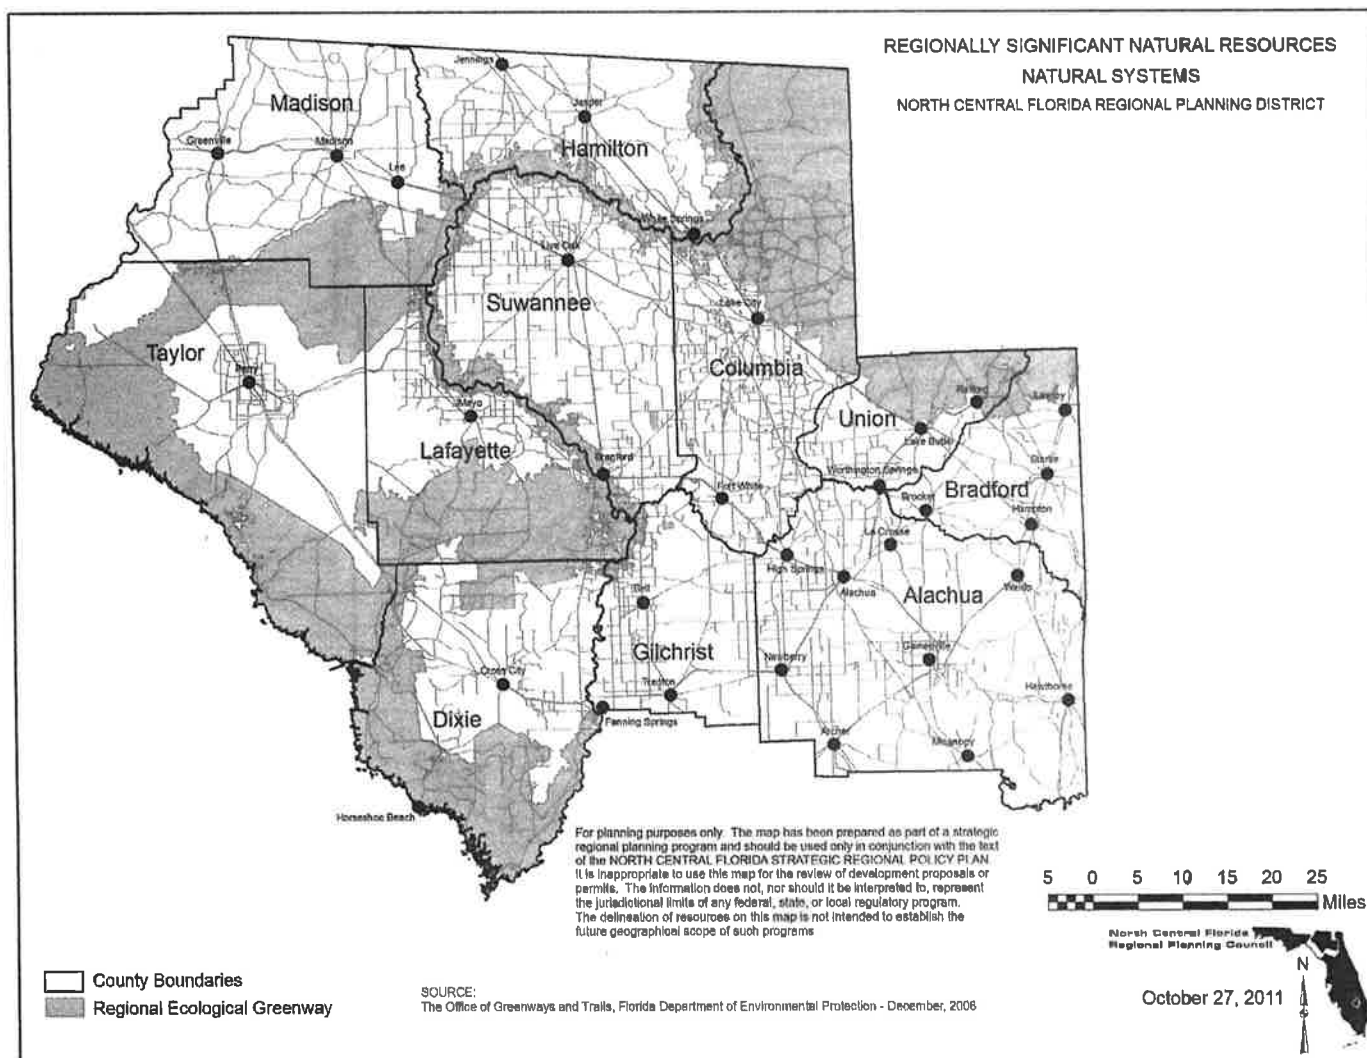 REGIONALLY SIGNIFICANT NATURAL RESOURCES
NATURAL SYSTEMS
NORTH CENTRAL FLORIDA REGIONAL PLANNING DISTRICT
Jennings
Madison
Jasper
Greenville
Madison
Hamilton
Lee
White Springs
Live Oak
Suwannee
Lake City
Taylor
Perry
Columbia
Mayo
Raiford
Lawtey
Union
Lafayette
Lake Butler
Branford
Worthington Springs
Starke
Fort White
Brooker
Bradford
Hampton
La Crosse
High Springs
Alachua
Waldo
Bell
Alachua
Gilchrist
Newberry
Gainesville
Cross City
Trenton
Hawthorne
Dixie
Fanning Springs
Archer
Micanopy
Horseshoe Beach
For planning purposes only. The map has been prepared as part of a strategic
regional planning program and should be used only in conjunction with the text
of the NORTH CENTRAL FLORIDA STRATEGIC REGIONAL POLICY PLAN.
It is inappropriate to use this map for the review of development proposals or
permits. The information does not, nor should it be interpreted to, represent
the jurisdictional limits of any federal, state, or local regulatory program.
The delineation of resources on this map is not intended to establish the
future geographical scope of such programs
5 0 5 10 15 20 25
Miles
North Central Florida
Regional Planning Council
N
October 27, 2011
County Boundaries
Regional Ecological Greenway
SOURCE:
The Office of Greenways and Trails, Florida Department of Environmental Protection - December, 2006